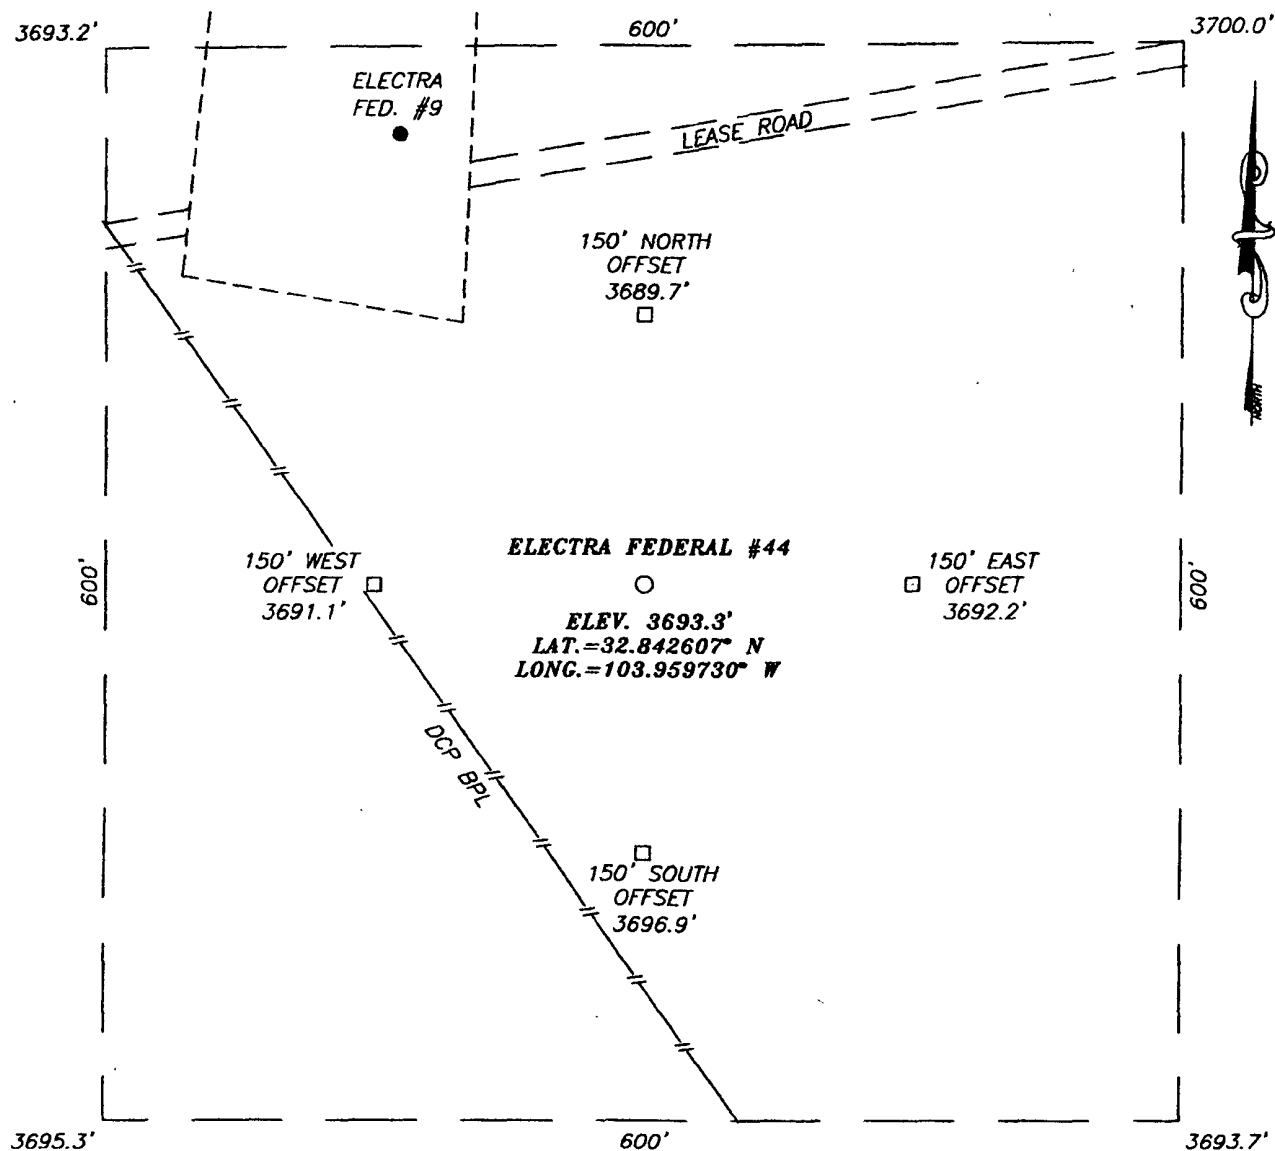 3693.2'
600'
3700.0'
ELECTRA
FED. #9
LEASE ROAD
150' NORTH
OFFSET
3689.7'
NORTH
600'
150' WEST
OFFSET
3691.1'
ELECTRA FEDERAL #44
ELEV. 3693.3'
LAT.=32.842607° N
LONG.=103.959730° W
150' EAST
OFFSET
3692.2'
600'
DCP BPL
150' SOUTH
OFFSET
3696.9'
3695.3'
600'
3693.7'